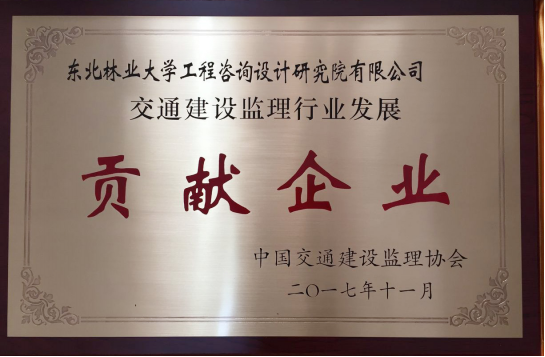 东北林业大学工程咨询设计研究院有限公司
交通建设监理行业发展
贡献企业
中国交通建设监理协会
二〇一七年十一月